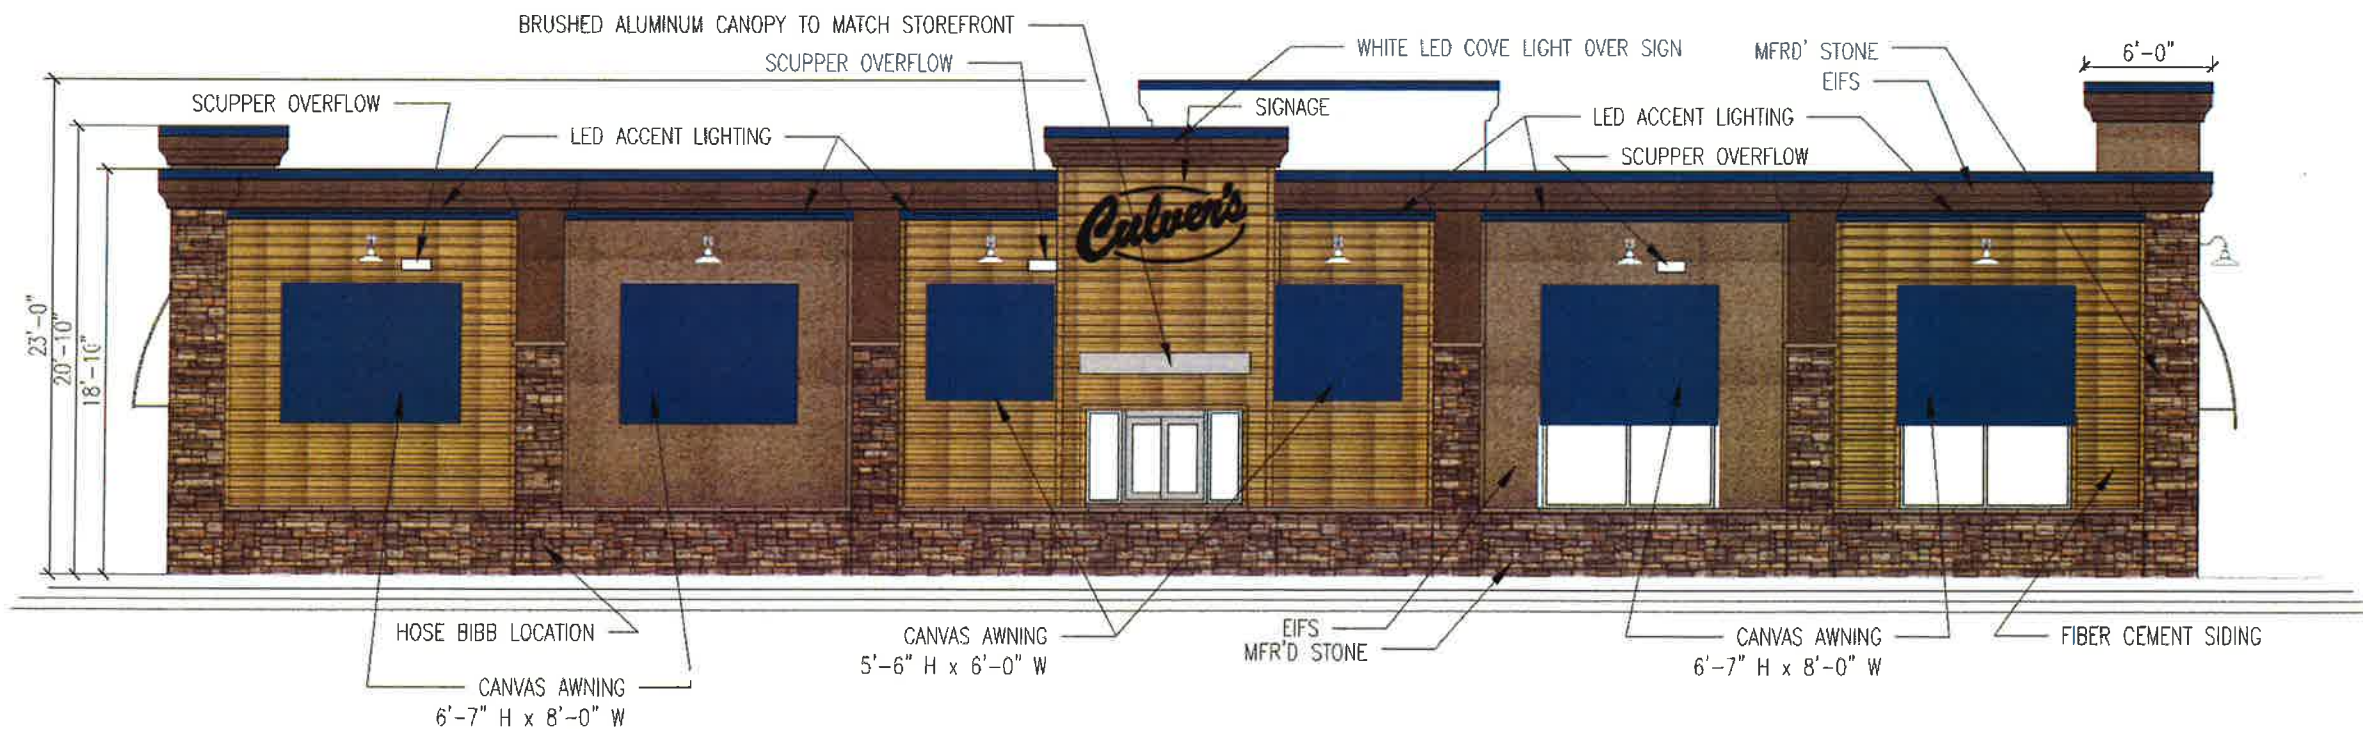 BRUSHED ALUMINUM CANOPY TO MATCH STOREFRONT
WHITE LED COVE LIGHT OVER SIGN
MFRD' STONE
6'-0"
SCUPPER OVERFLOW
EIFS
SCUPPER OVERFLOW
SIGNAGE
LED ACCENT LIGHTING
LED ACCENT LIGHTING
SCUPPER OVERFLOW
Culver's
23'-0"
20'-10"
18'-10"
HOSE BIBB LOCATION
CANVAS AWNING
5'-6" H x 6'-0" W
EIFS
MFR'D STONE
CANVAS AWNING
6'-7" H x 8'-0" W
FIBER CEMENT SIDING
CANVAS AWNING
6'-7" H x 8'-0" W